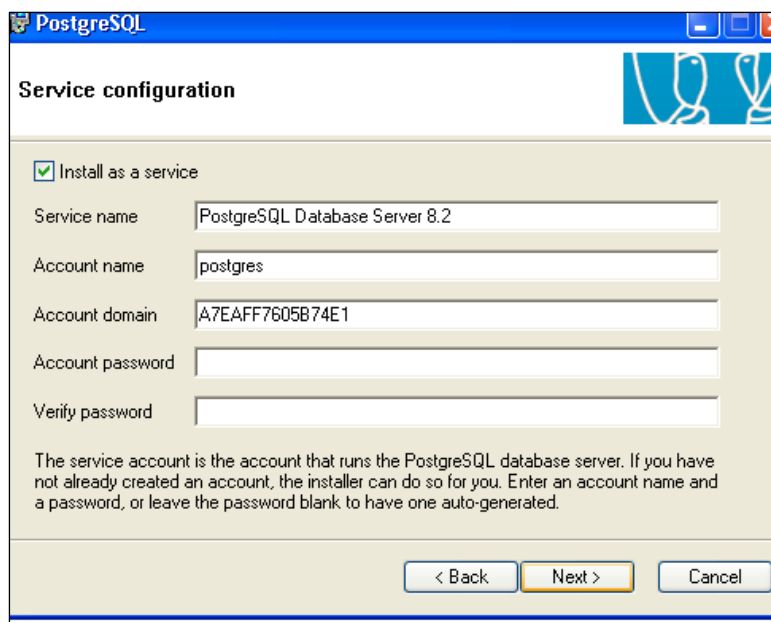 PostgreSQL
Service configuration
Install as a service
Service name PostgreSQL Database Server 8.2
Account name postgres
Account domain A7EAFF7605B74E1
Account password
Verify password
The service account is the account that runs the PostgreSQL database server. If you have
not already created an account, the installer can do so for you. Enter an account name and
a password, or leave the password blank to have one auto-generated.
< Back Next > Cancel